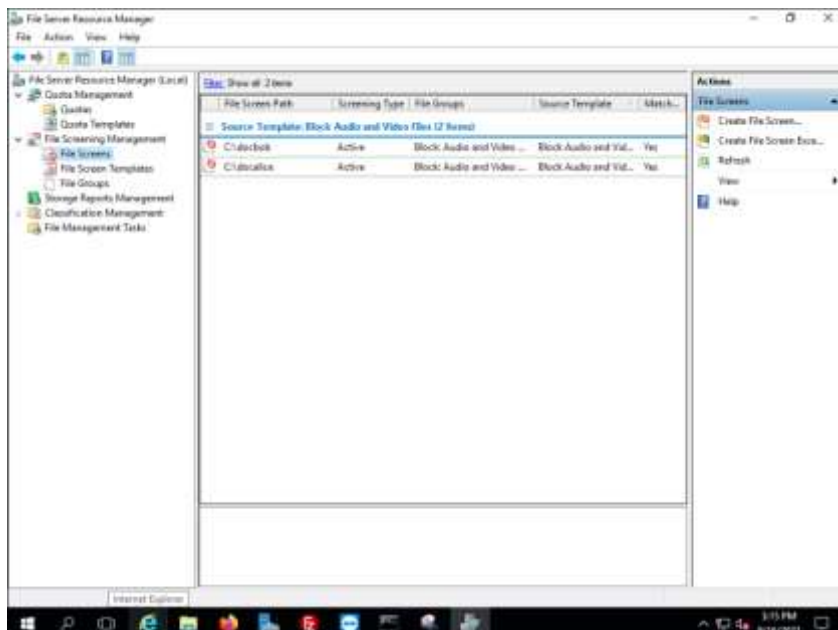 File Server Resource Manager
File Action View Help
File Server Resource Manager (Local)
Quota Management
Quotas
Quota Templates
File Screening Management
File Screens
File Screen Templates
File Groups
Storage Reports Management
Classification Management
File Management Tasks
Filter: Show all: 2 items
File Screen Path Screening Type File Groups Source Template Match...
Source Template: Block Audio and Video Files (2 items)
Active Block: Audio and Video ... Block Audio and Vid... Yes
Active Block: Audio and Video ... Block Audio and Vid... Yes
Actions
File Screens
Create File Screen...
Create File Screen Exce...
Refresh
View
Help
Internet Explorer
3:15 PM